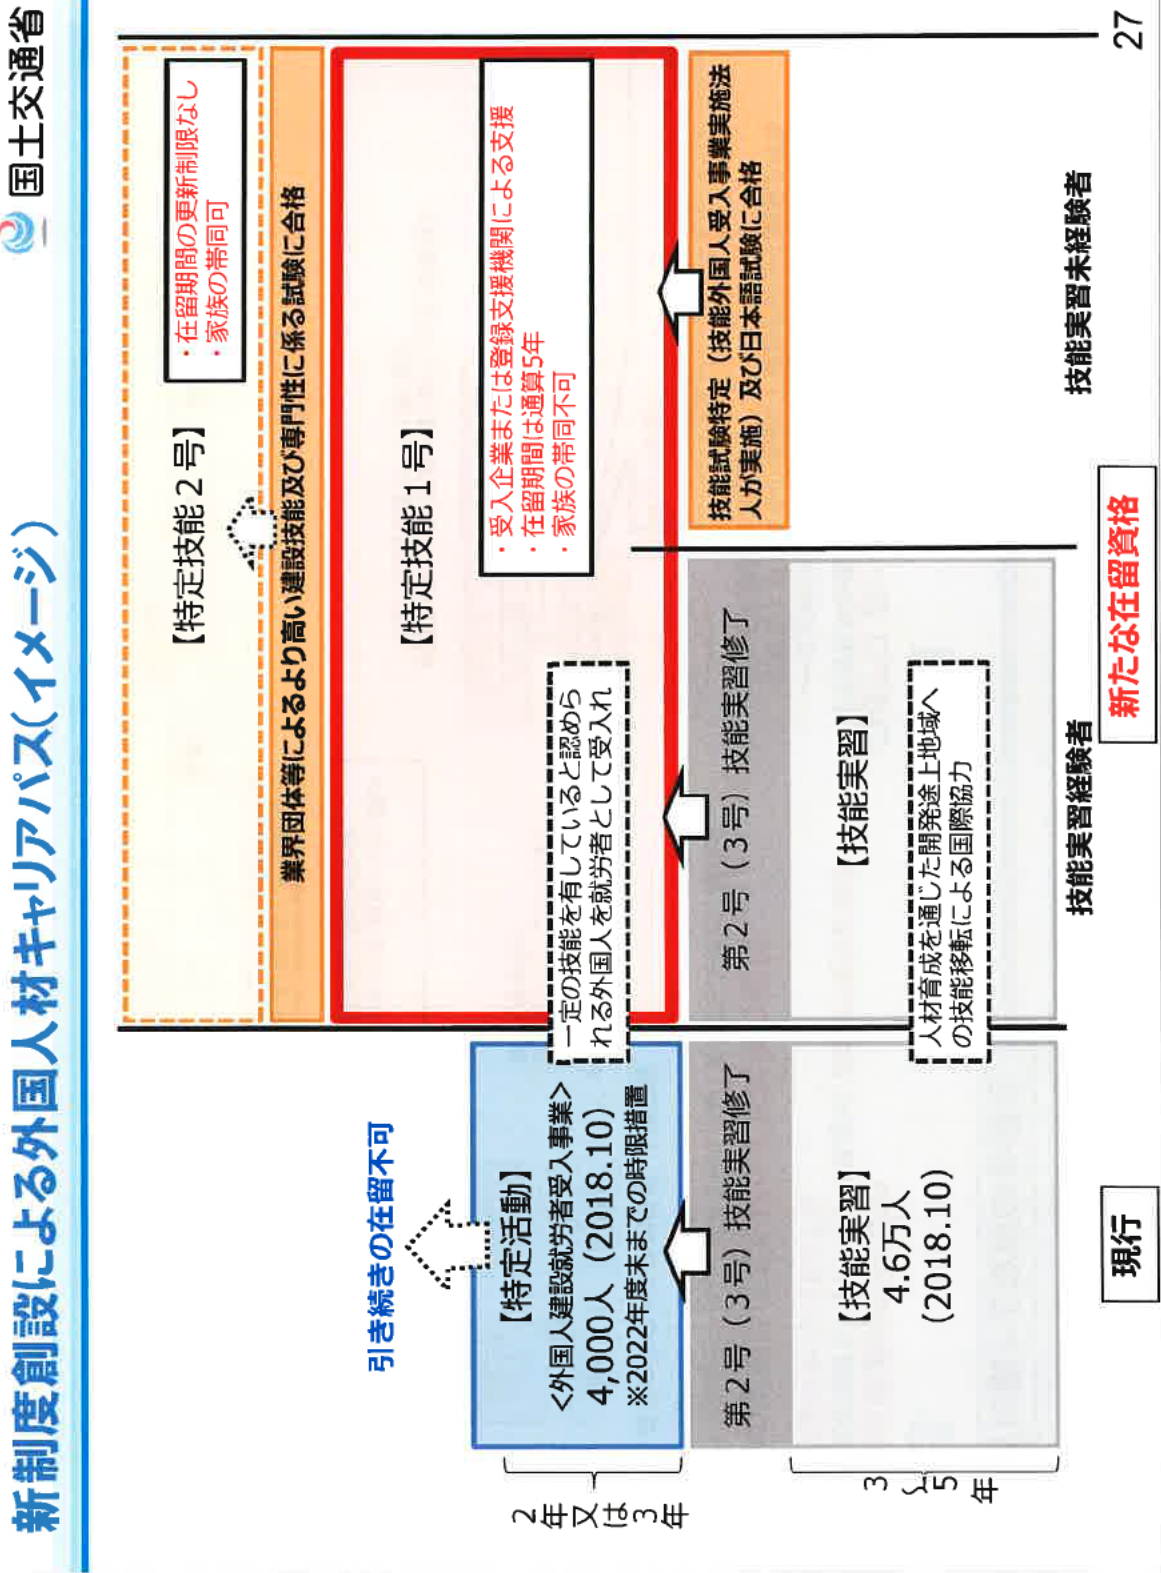 新制度創設による外国人材キャリアパス(イメージ)
国土交通省
【特定技能２号】
・在留期間の更新制限なし
・家族の帯同可
業界団体等によるより高い建設技能及び専門性に係る試験に合格
引き続きの在留不可
【特定技能１号】
・受入企業または登録支援機関による支援
・在留期間は通算5年
・家族の帯同不可
2年又は3年
【特定活動】
<外国人建設就労者受入事業>
4,000人（2018.10）
※2022年度末までの時限措置
一定の技能を有していると認めら
れる外国人を就労者として受入れ
第２号（３号）技能実習修了
第２号（３号）技能実習修了
技能試験特定（技能外国人受入事業実施法
人が実施）及び日本語試験に合格
3～5年
【技能実習】
4.6万人
（2018.10）
【技能実習】
人材育成を通じた開発途上地域へ
の技能移転による国際協力
技能実習経験者
技能実習未経験者
現行
新たな在留資格
27